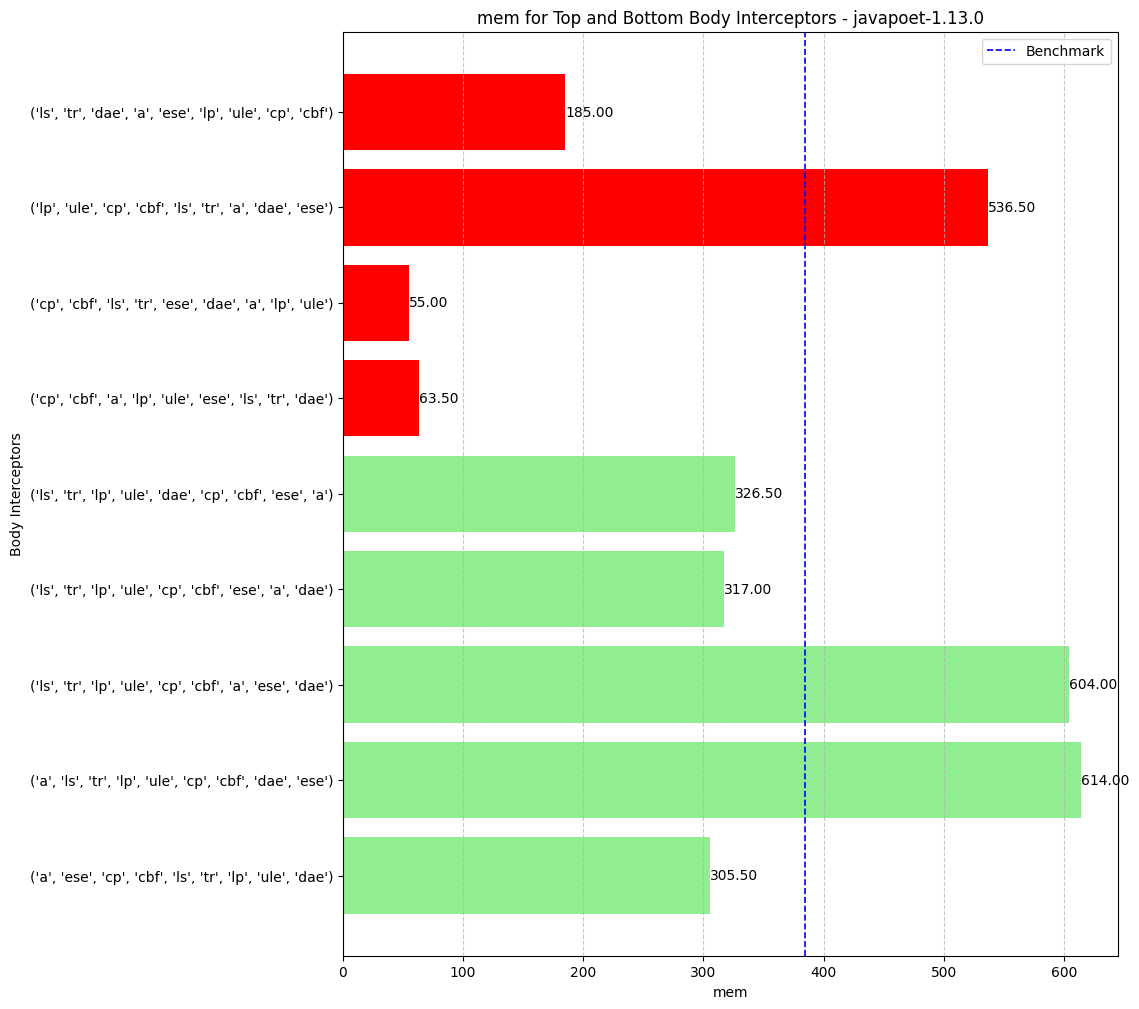 mem for Top and Bottom Body Interceptors - javapoet-1.13.0
Benchmark
('ls', 'tr', 'dae', 'a', 'ese', 'lp', 'ule', 'cp', 'cbf')
185.00
('lp', 'ule', 'cp', 'cbf', 'ls', 'tr', 'a', 'dae', 'ese')
536.50
('cp', 'cbf', 'ls', 'tr', 'ese', 'dae', 'a', 'lp', 'ule')
55.00
('cp', 'cbf', 'a', 'lp', 'ule', 'ese', 'ls', 'tr', 'dae')
63.50
Body Interceptors
('ls', 'tr', 'lp', 'ule', 'dae', 'cp', 'cbf', 'ese', 'a')
326.50
('ls', 'tr', 'lp', 'ule', 'cp', 'cbf', 'ese', 'a', 'dae')
317.00
('ls', 'tr', 'lp', 'ule', 'cp', 'cbf', 'a', 'ese', 'dae')
604.00
('a', 'ls', 'tr', 'lp', 'ule', 'cp', 'cbf', 'dae', 'ese')
614.00
('a', 'ese', 'cp', 'cbf', 'ls', 'tr', 'lp', 'ule', 'dae')
305.50
0 100 200 300 400 500 600
mem